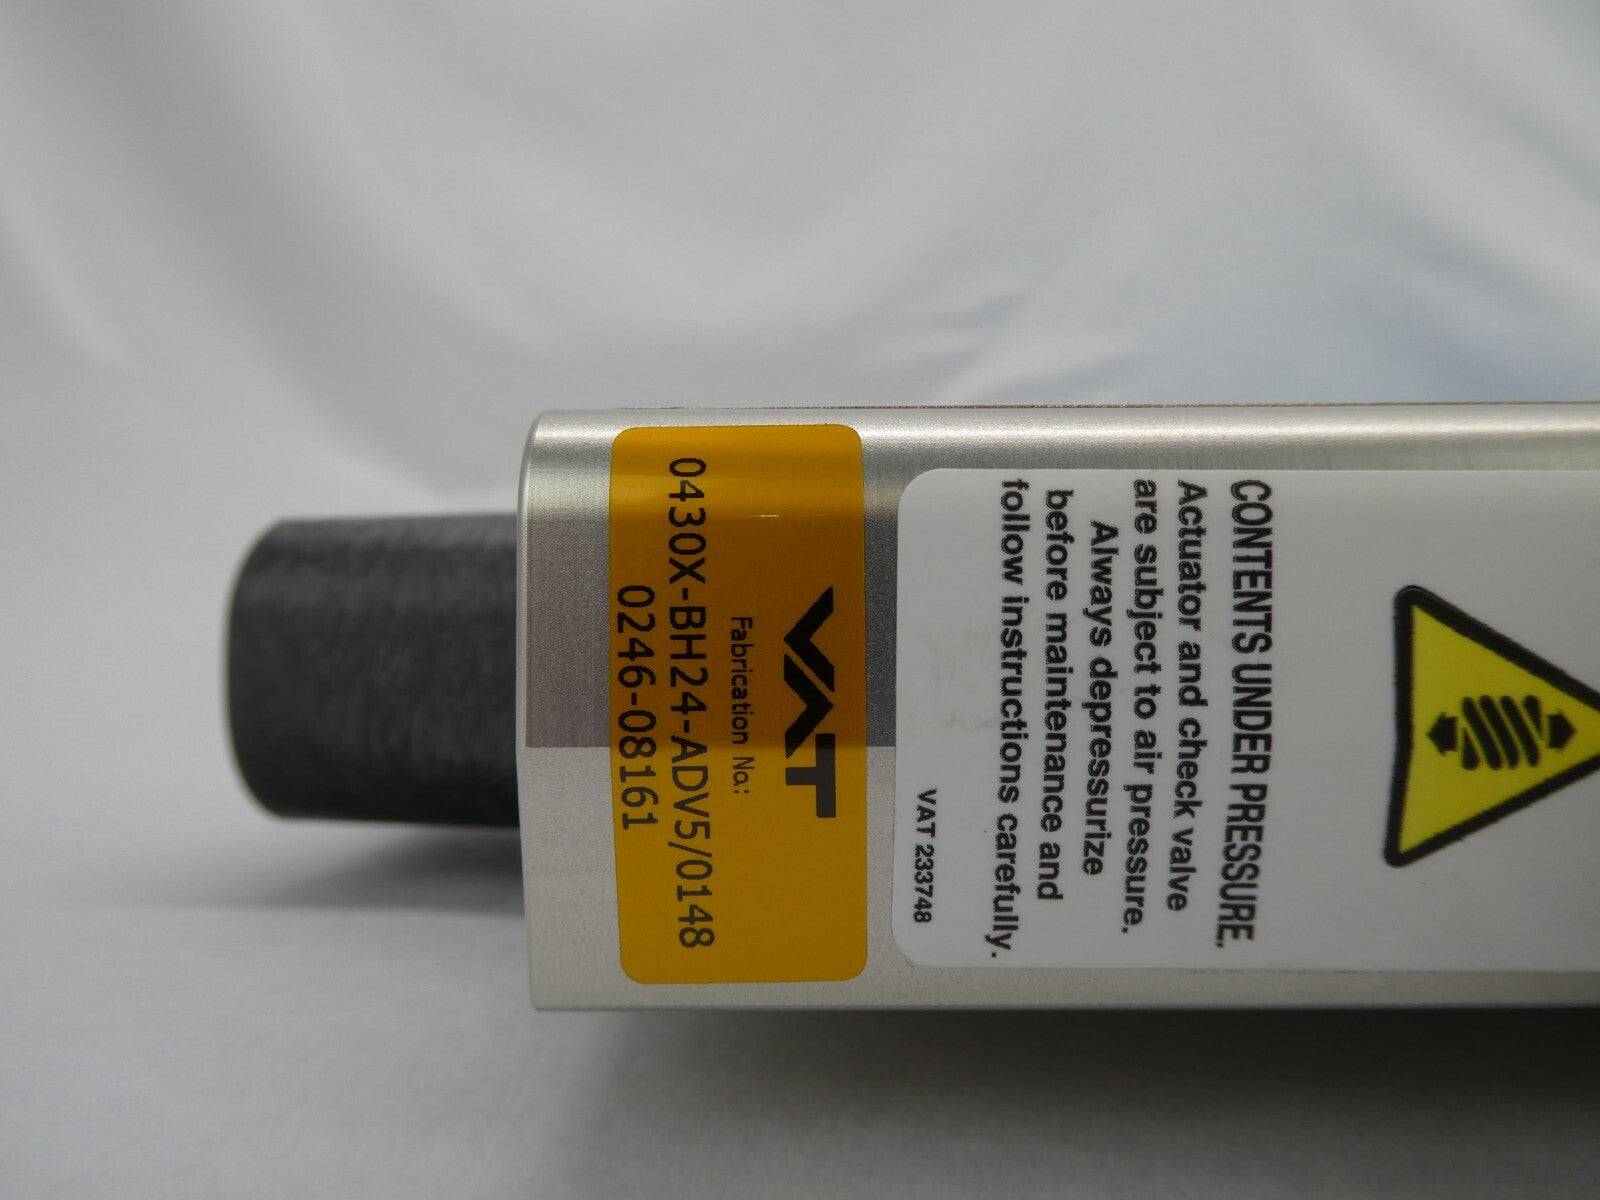 VAT
Fabrication No.:
0430X-BH24-ADV5/0148
0246-08161
CONTENTS UNDER PRESSURE.
Actuator and check valve
are subject to air pressure.
Always depressurize
before maintenance and
follow instructions carefully.
VAT 233748